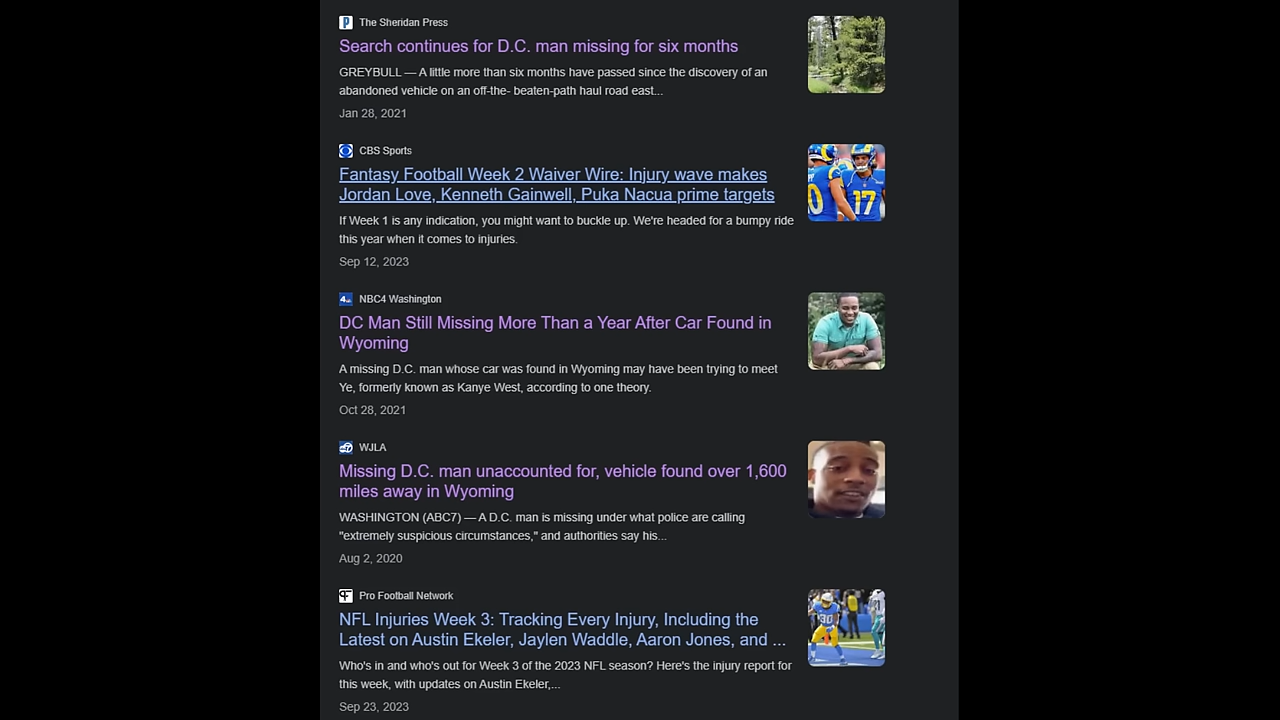 The Sheridan Press
Search continues for D.C. man missing for six months
GREYBULL — A little more than six months have passed since the discovery of an
abandoned vehicle on an off-the- beaten-path haul road east...
Jan 28, 2021
CBS Sports
Fantasy Football Week 2 Waiver Wire: Injury wave makes
Jordan Love, Kenneth Gainwell, Puka Nacua prime targets
If Week 1 is any indication, you might want to buckle up. We're headed for a bumpy ride
this year when it comes to injuries.
Sep 12, 2023
NBC4 Washington
DC Man Still Missing More Than a Year After Car Found in
Wyoming
A missing D.C. man whose car was found in Wyoming may have been trying to meet
Ye, formerly known as Kanye West, according to one theory.
Oct 28, 2021
WJLA
Missing D.C. man unaccounted for, vehicle found over 1,600
miles away in Wyoming
WASHINGTON (ABC7) — A D.C. man is missing under what police are calling
"extremely suspicious circumstances," and authorities say his...
Aug 2, 2020
Pro Football Network
NFL Injuries Week 3: Tracking Every Injury, Including the
Latest on Austin Ekeler, Jaylen Waddle, Aaron Jones, and ...
Who's in and who's out for Week 3 of the 2023 NFL season? Here's the injury report for
this week, with updates on Austin Ekeler,...
Sep 23, 2023